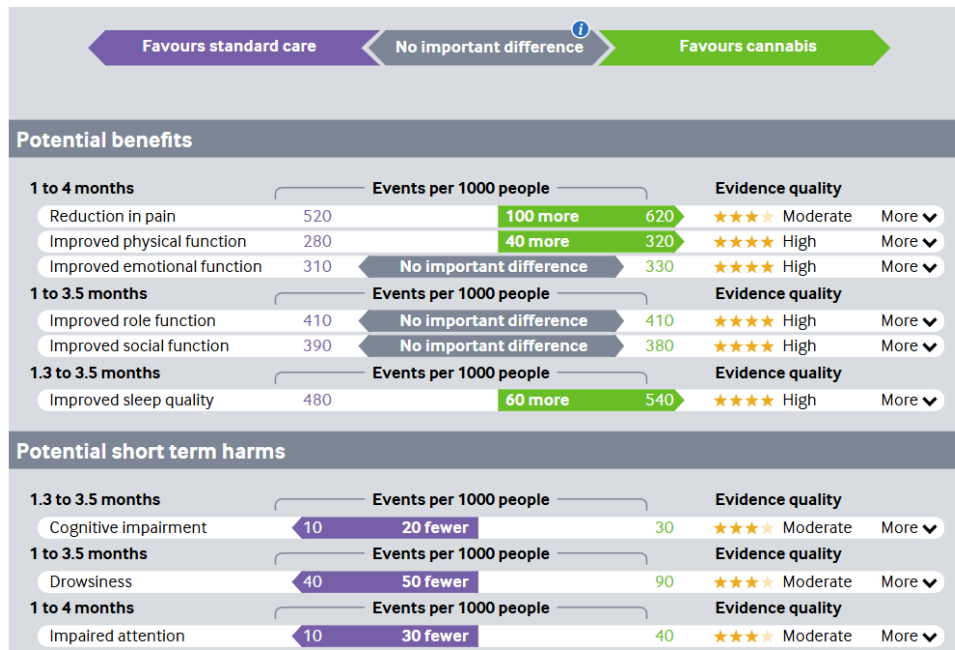 Favours standard care No important difference i Favours cannabis
Potential benefits
1 to 4 months Events per 1000 people Evidence quality
Reduction in pain 520 100 more 620 Moderate More
Improved physical function 280 40 more 320 High More
Improved emotional function 310 No important difference 330 High More
1 to 3.5 months Events per 1000 people Evidence quality
Improved role function 410 No important difference 410 High More
Improved social function 390 No important difference 380 High More
1.3 to 3.5 months Events per 1000 people Evidence quality
Improved sleep quality 480 60 more 540 High More
Potential short term harms
1.3 to 3.5 months Events per 1000 people Evidence quality
Cognitive impairment 10 20 fewer 30 Moderate More
1 to 3.5 months Events per 1000 people Evidence quality
Drowsiness 40 50 fewer 90 Moderate More
1 to 4 months Events per 1000 people Evidence quality
Impaired attention 10 30 fewer 40 Moderate More